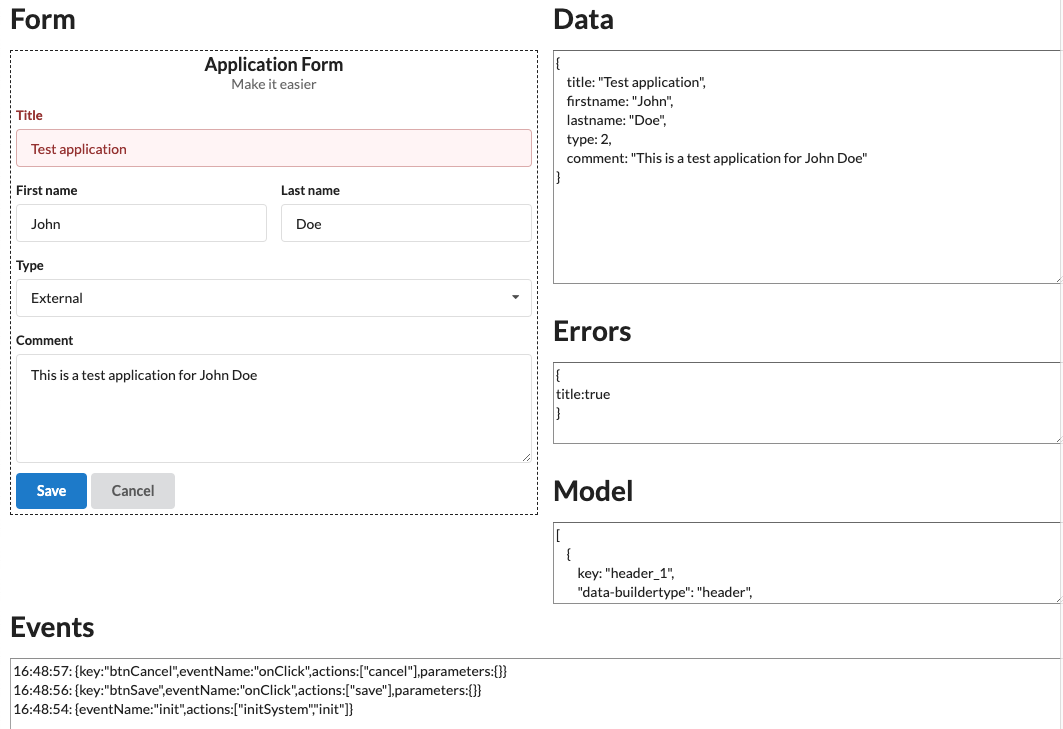 Form
Application Form
Make it easier
Title
Test application
First name
Last name
John
Doe
Type
External
Comment
This is a test application for John Doe
Save
Cancel
Data
{
title: "Test application",
firstname: "John",
lastname: "Doe",
type: 2,
comment: "This is a test application for John Doe"
}
Errors
{
title:true
}
Model
[
{
key: "header_1",
"data-buildertype": "header",
Events
16:48:57: {key:"btnCancel",eventName:"onClick",actions:["cancel"],parameters:{}}
16:48:56: {key:"btnSave",eventName:"onClick",actions:["save"],parameters:{}}
16:48:54: {eventName:"init",actions:["initSystem","init"]}